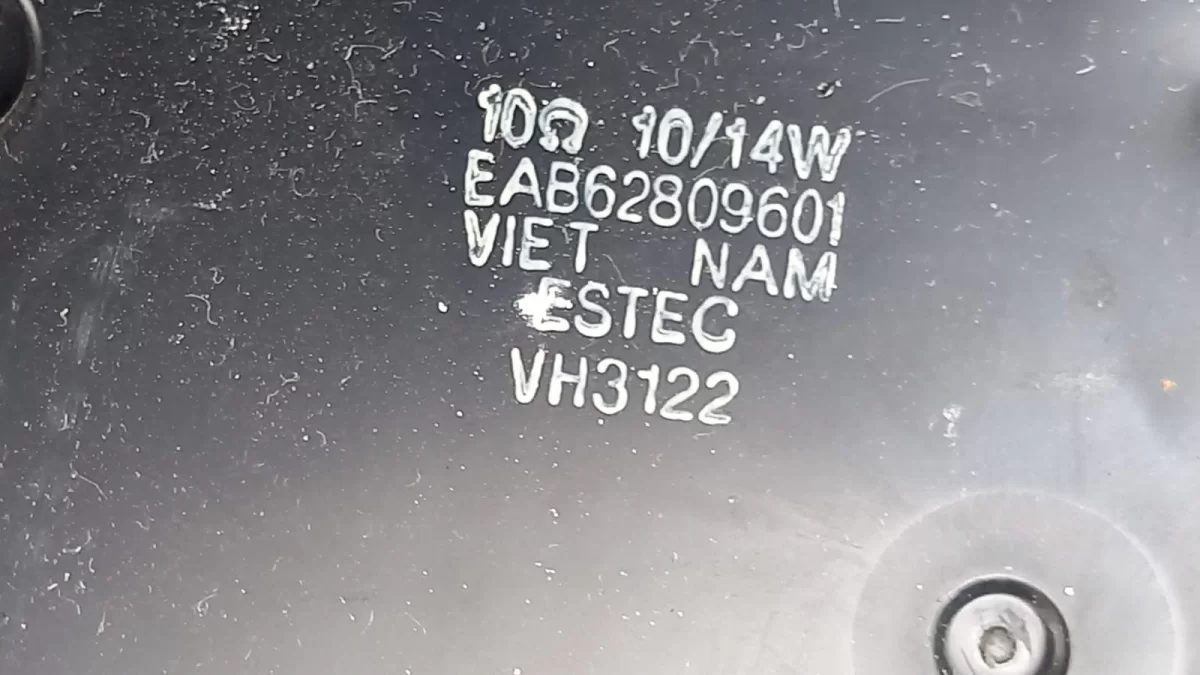 10Ω 10/14W
EAB62809601
VIET NAM
ESTEC
VH3122